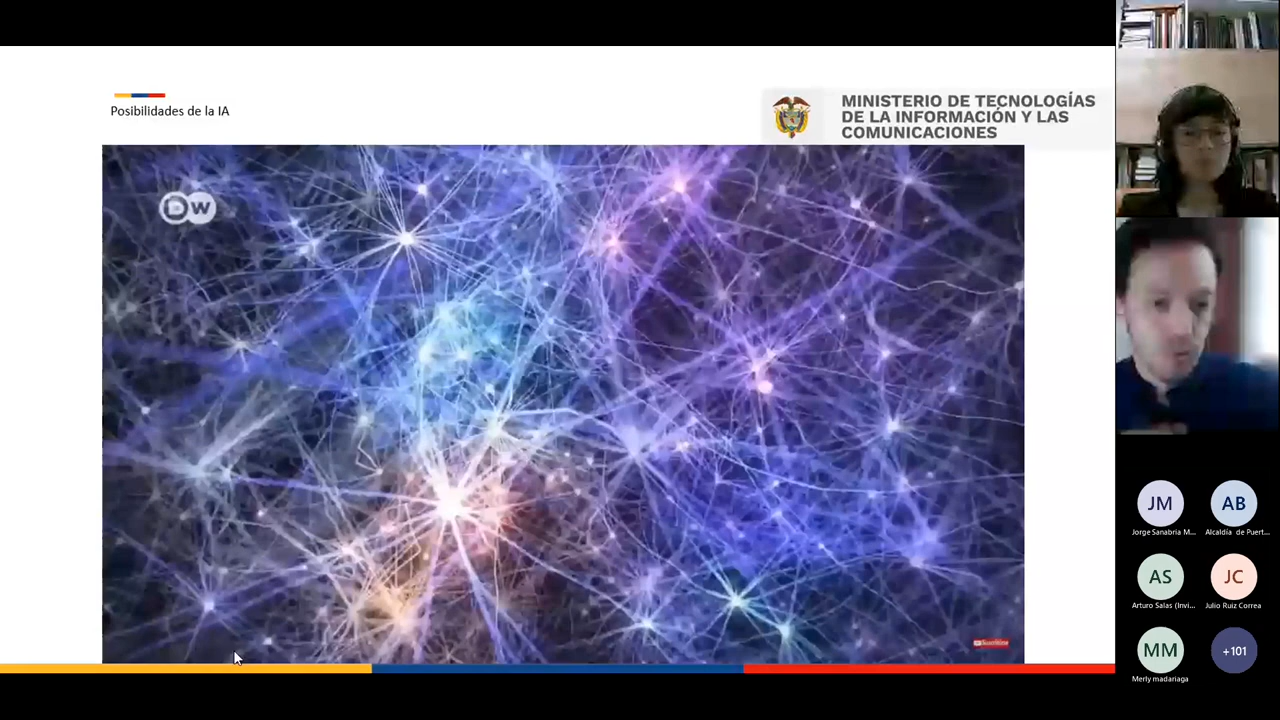 Posibilidades de la IA
MINISTERIO DE TECNOLOGÍAS
DE LA INFORMACIÓN Y LAS
COMUNICACIONES
DW
JM
AB
Jorge Sanabria M...
Alcaldía de Puert...
AS
JC
Arturo Salas (Invi...
Julio Ruiz Correa
MM
+101
Merly madariaga